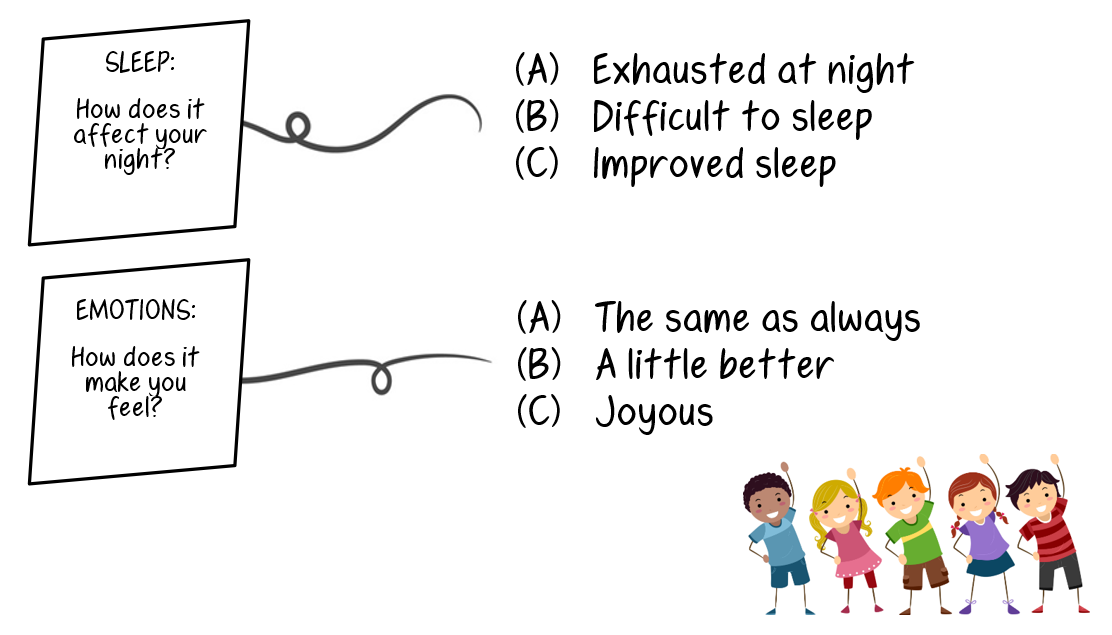 SLEEP:
How does it
affect your
night?
(A) Exhausted at night
(B) Difficult to sleep
(C) Improved sleep
EMOTIONS:
How does it
make you
feel?
(A) The same as always
(B) A little better
(C) Joyous